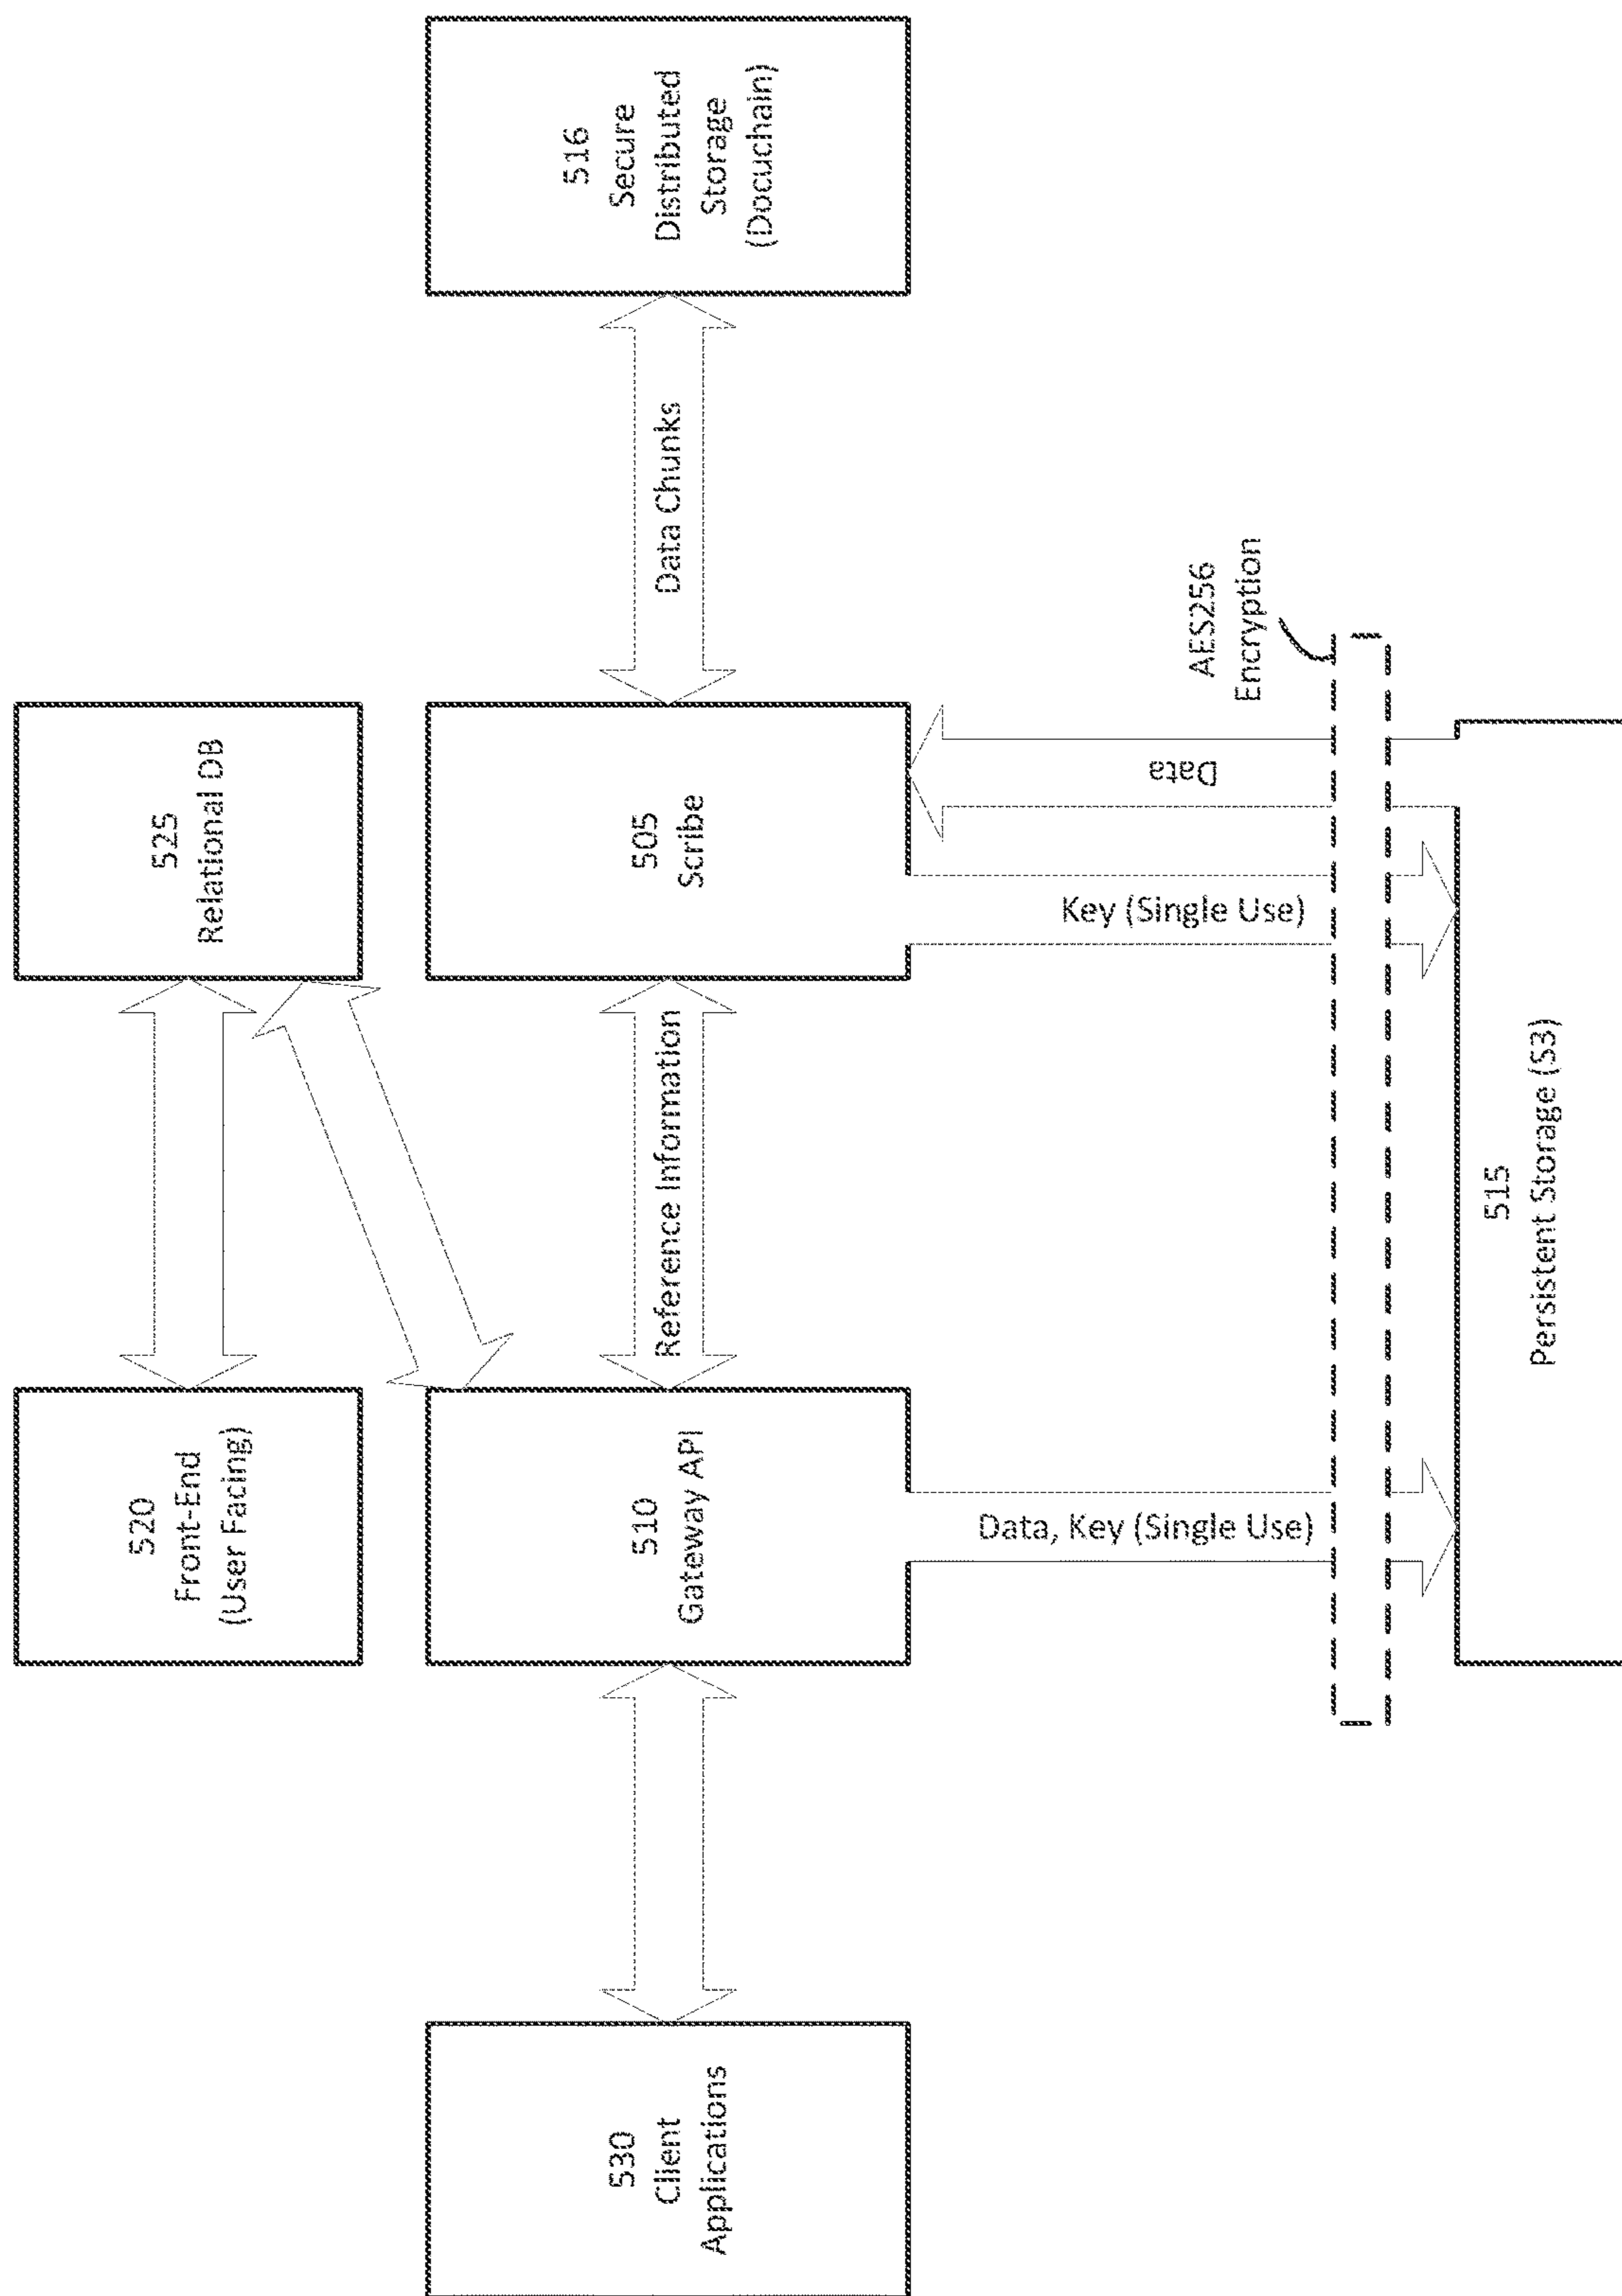 520
Front-End
(User Facing)
525
Relational DB
530
Client
Applications
510
Gateway API
Reference Information
505
Scribe
Data Chunks
516
Secure
Distributed
Storage
(Docuchain)
Data, Key (Single Use)
Key (Single Use)
Data
AES256
Encryption
515
Persistent Storage (S3)